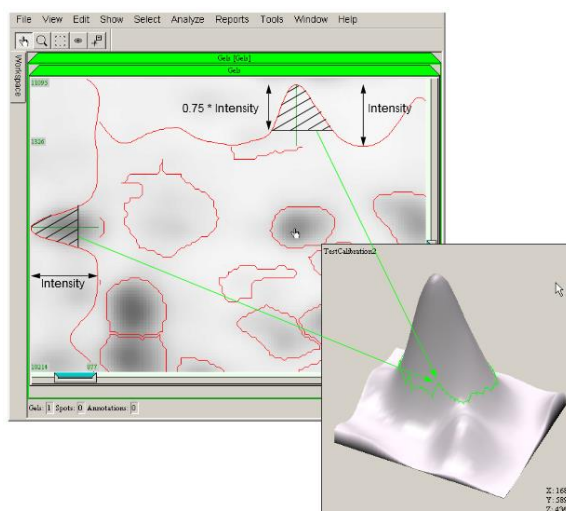 File View Edit Show Select Analyze Reports Tools Window Help
Gels [Gels]
Gels
Workspace
0.75 * Intensity
Intensity
Intensity
Gels: 1 Spots: 0 Annotations: 0
TestCalibration2